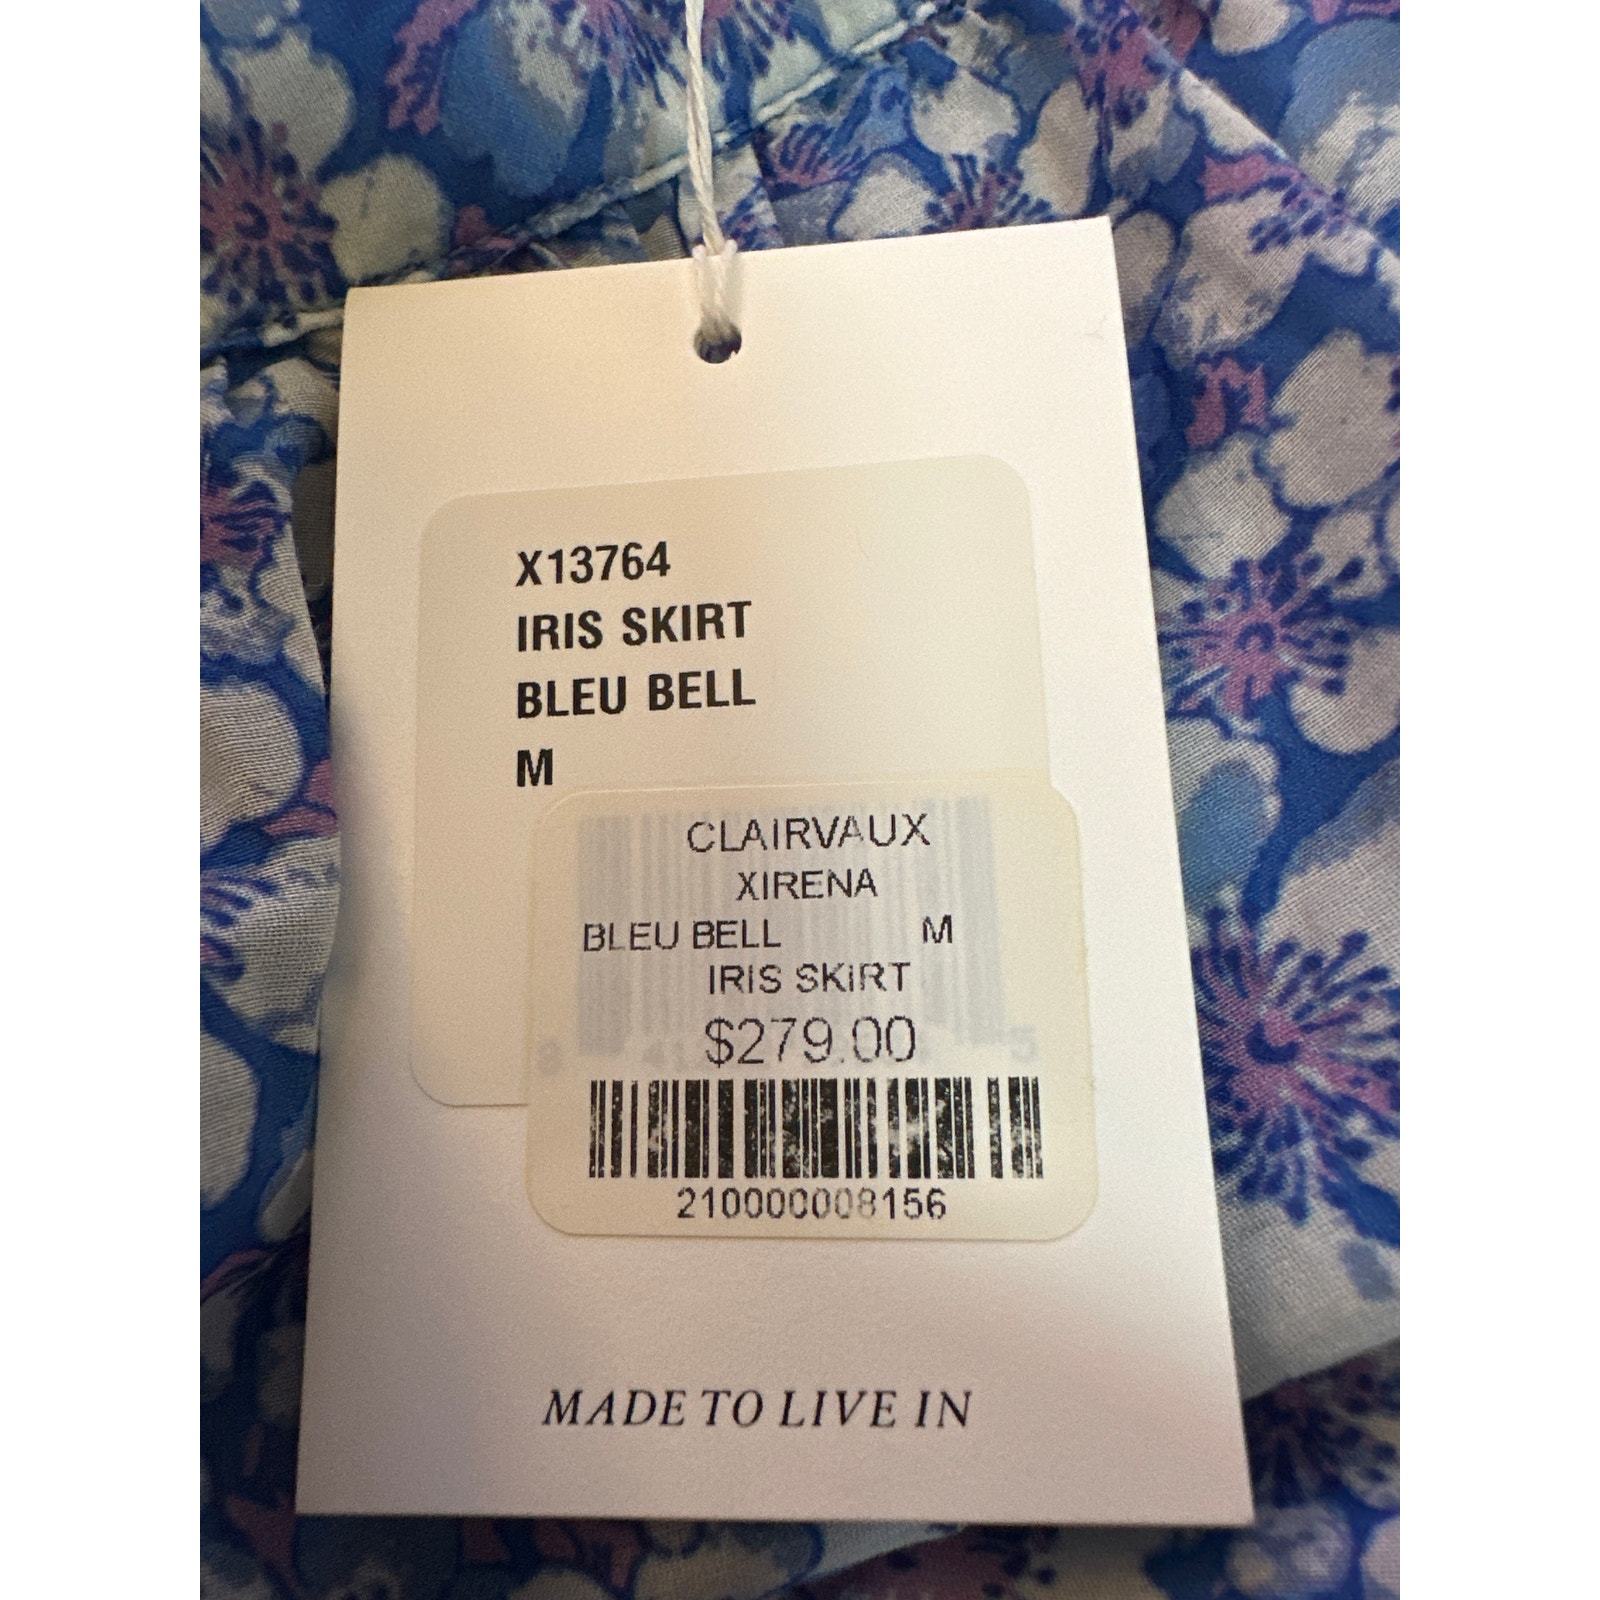 X13764
IRIS SKIRT
BLEU BELL
M
CLAIRVAUX
XIRENA
BLEU BELL M
IRIS SKIRT
$279.00
210000008156
MADE TO LIVE IN